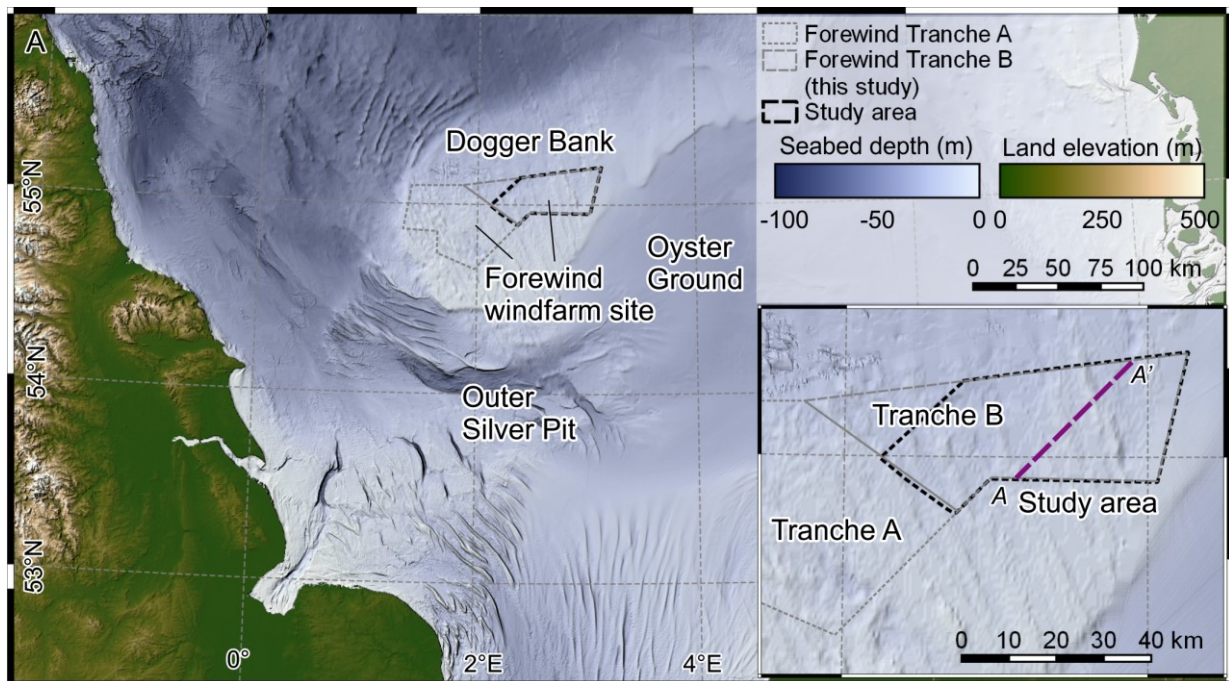 A
Forewind Tranche A
Forewind Tranche B
(this study)
Study area
Seabed depth (m)
Land elevation (m)
-100
-50
0
0
250
500
0 25 50 75 100 km
Dogger Bank
Oyster
Ground
Forewind
windfarm site
Outer
Silver Pit
55°N
54°N
53°N
0°
2°E
4°E
Tranche B
A'
A
Study area
Tranche A
0 10 20 30 40 km